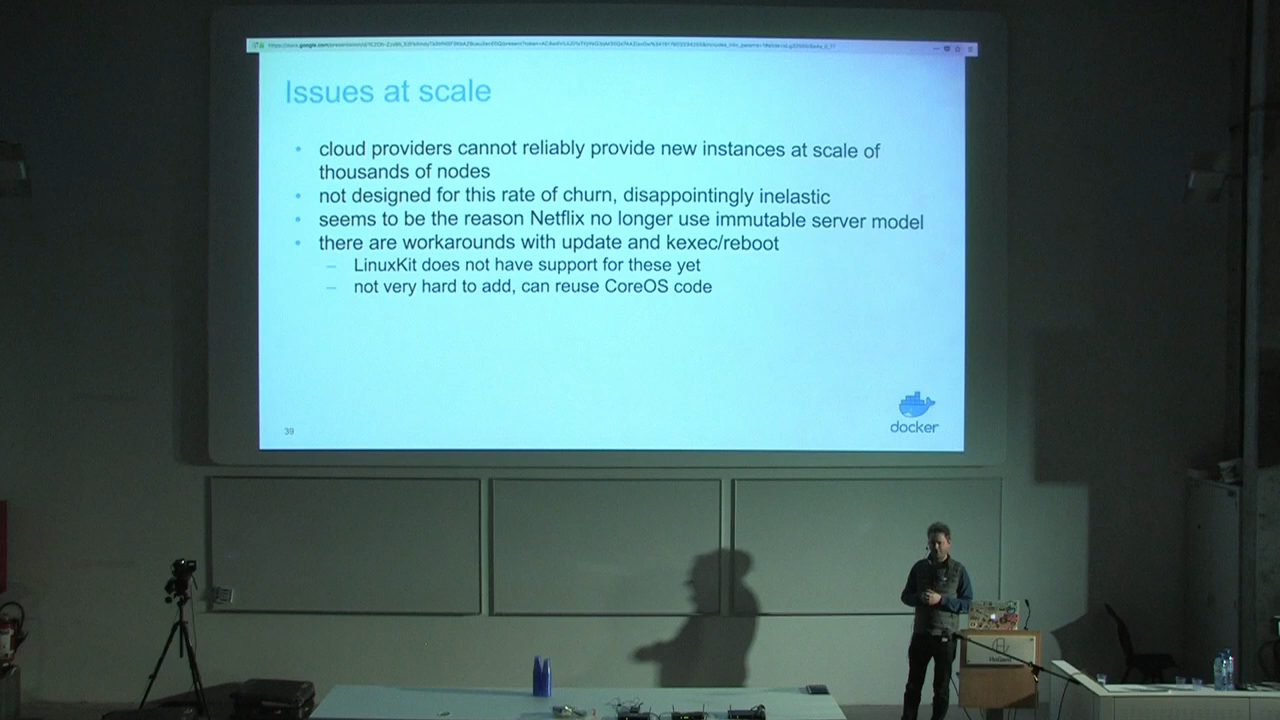 Issues at scale
• cloud providers cannot reliably provide new instances at scale of
thousands of nodes
• not designed for this rate of churn, disappointingly inelastic
• seems to be the reason Netflix no longer use immutable server model
• there are workarounds with update and kexec/reboot
– LinuxKit does not have support for these yet
– not very hard to add, can reuse CoreOS code
39
docker